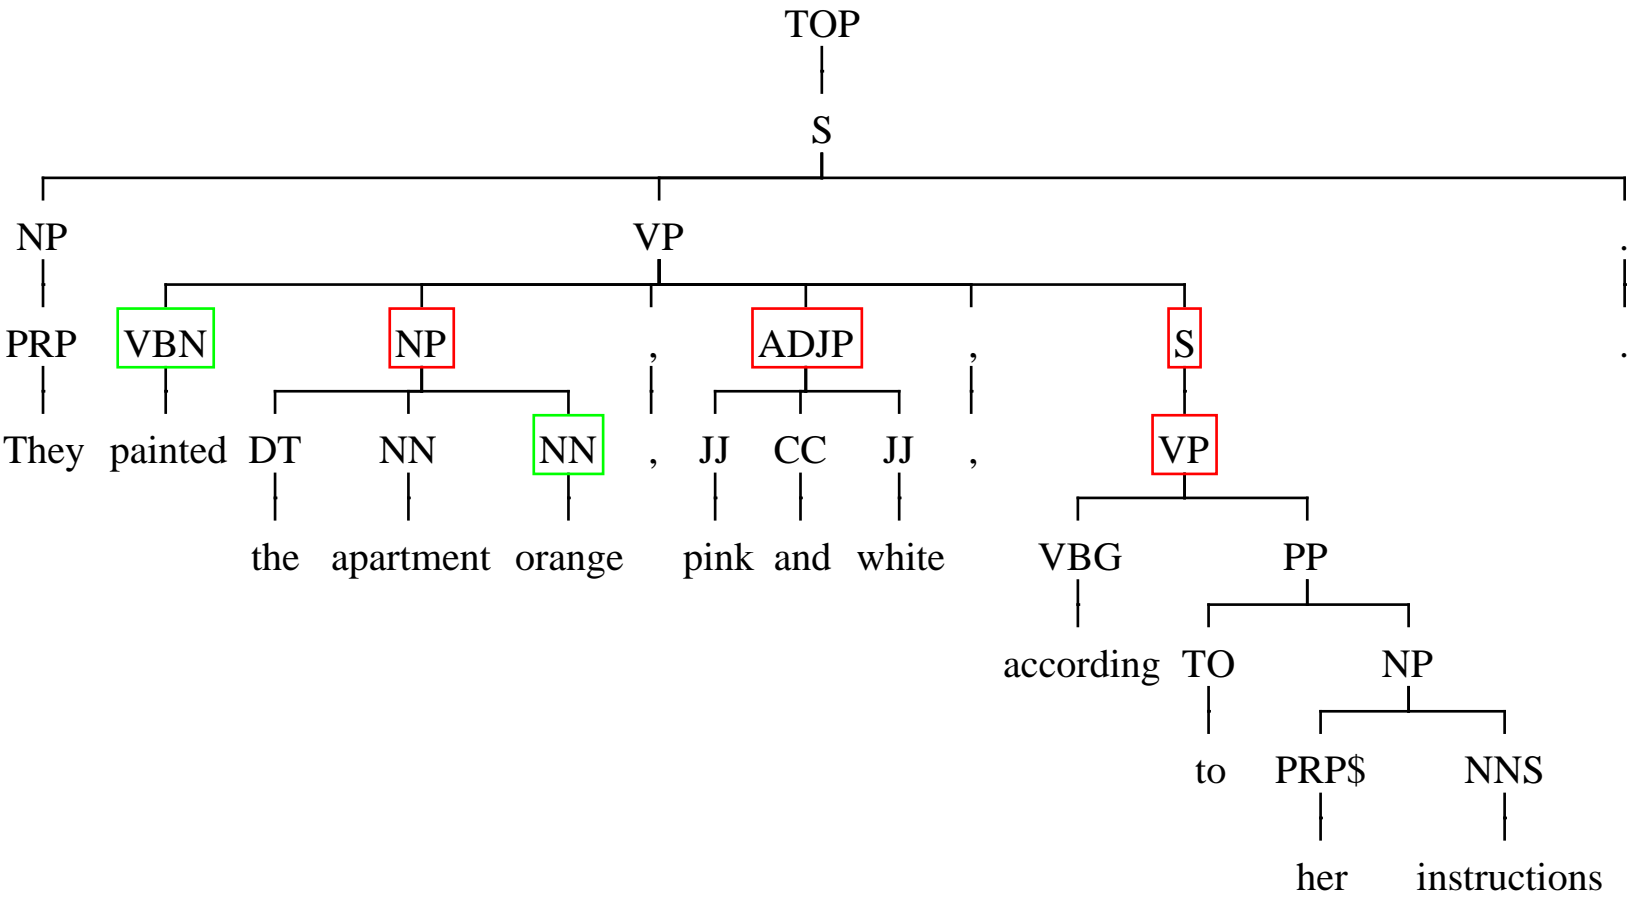 TOP
S
NP VP .
PRP VBN NP , ADJP , S .
They painted DT NN NN , JJ CC JJ , VP
the apartment orange pink and white VBG PP
according TO NP
to PRP$ NNS
her instructions